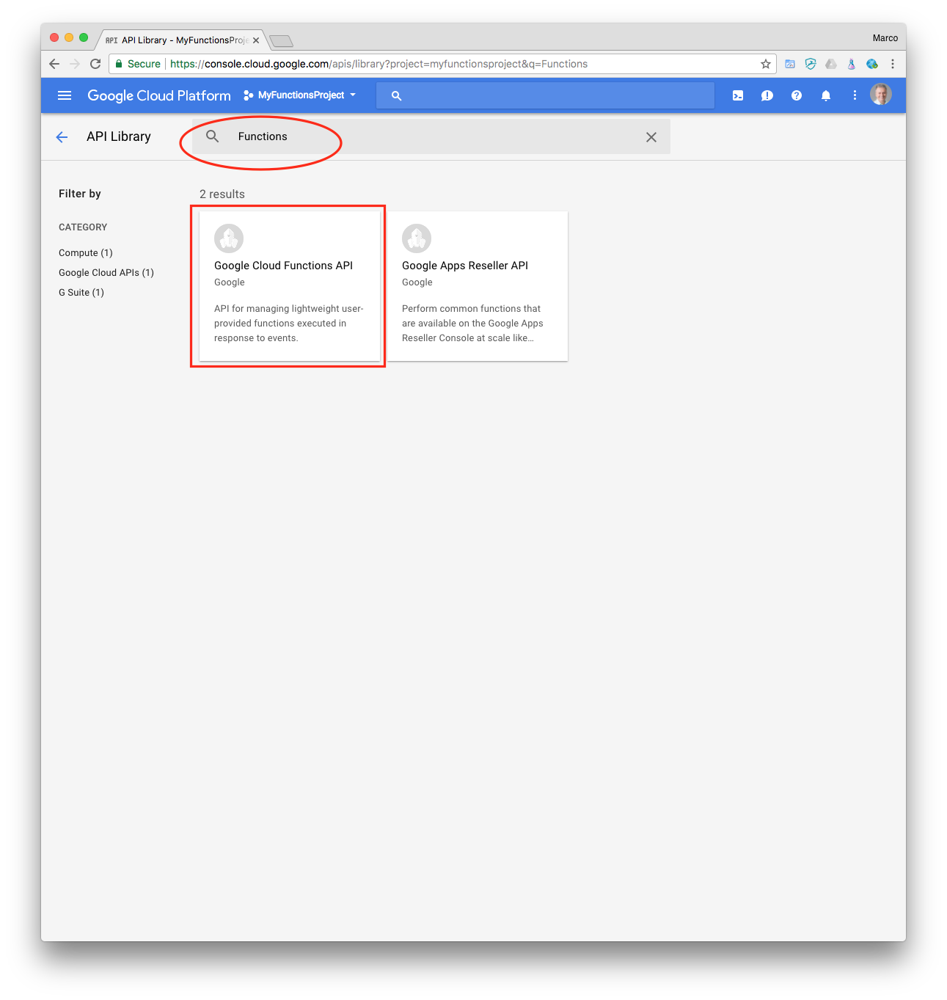 API API Library - MyFunctionsProje
Marco
Secure https://console.cloud.google.com/apis/library?project=myfunctionsproject&q=Functions
Google Cloud Platform MyFunctionsProject
API Library Functions
Filter by
2 results
CATEGORY
Compute (1)
Google Cloud APIs (1)
G Suite (1)
Google Cloud Functions API
Google
API for managing lightweight user-
provided functions executed in
response to events.
Google Apps Reseller API
Google
Perform common functions that
are available on the Google Apps
Reseller Console at scale like…